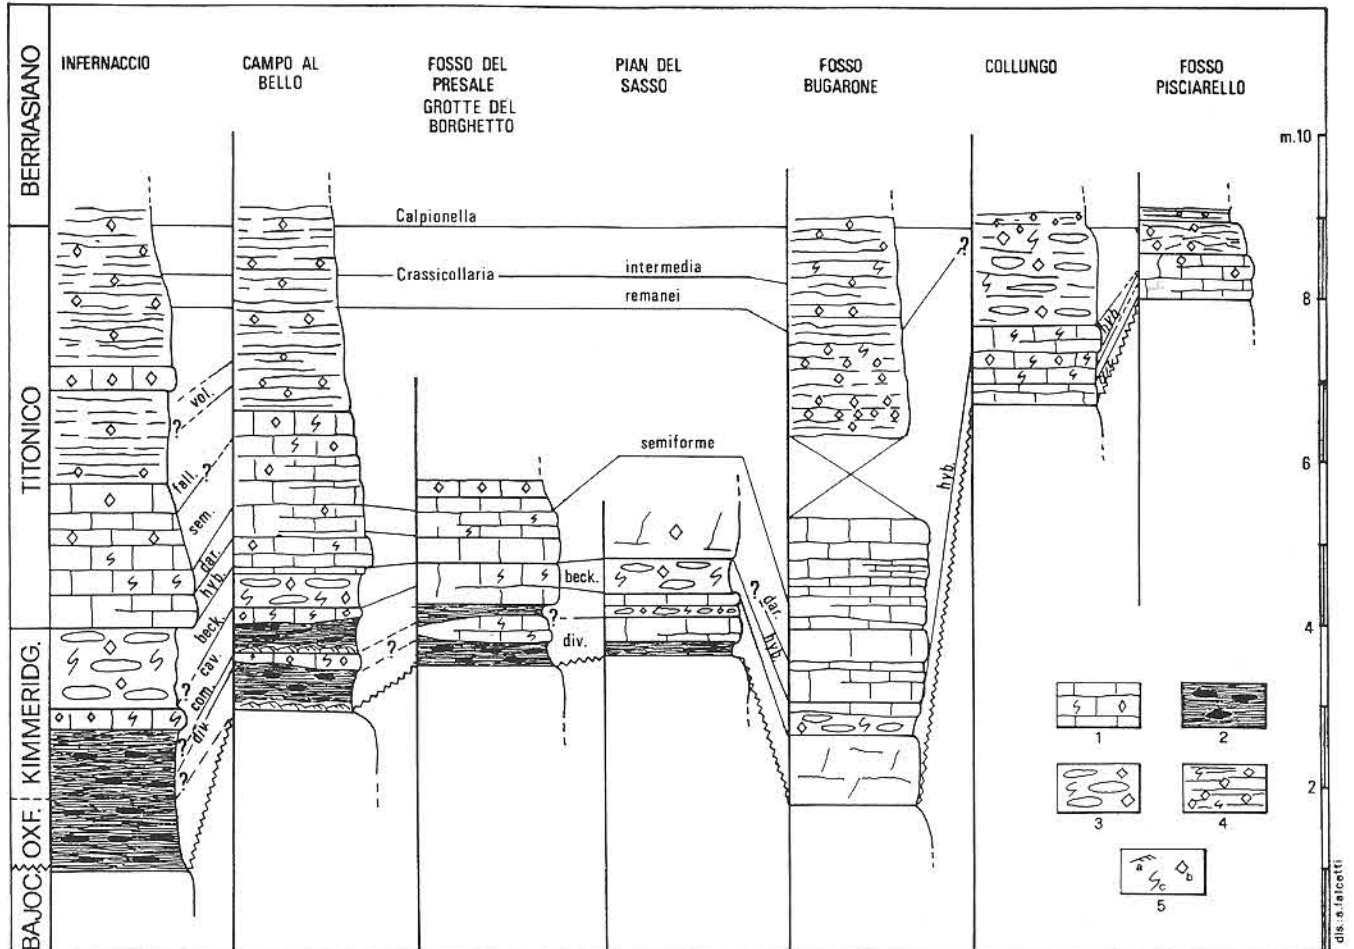 INFERNACCIO
CAMPO AL
BELLO
FOSSO DEL
PRESALE
GROTTE DEL
BORGHETTO
PIAN DEL
SASSO
FOSSO
BUGARONE
COLLUNGO
FOSSO
PISCIARELLO
BERRIASIANO
TITONICO
KIMMERIDG.
OXF.
BAJOC.
m.10
8
6
4
2
Calpionella
Crassicollaria
intermedia
remanei
semiforme
vol.
?
fall.
?
sem.
dar.
hyb.
beck.
?
cav.
com.
?
div.
?
?
beck.
?
div.
?
dar.
hyb.
hyb.
?
hyb.
1
2
3
4
a
b
c
5
dis.: s.falcetti